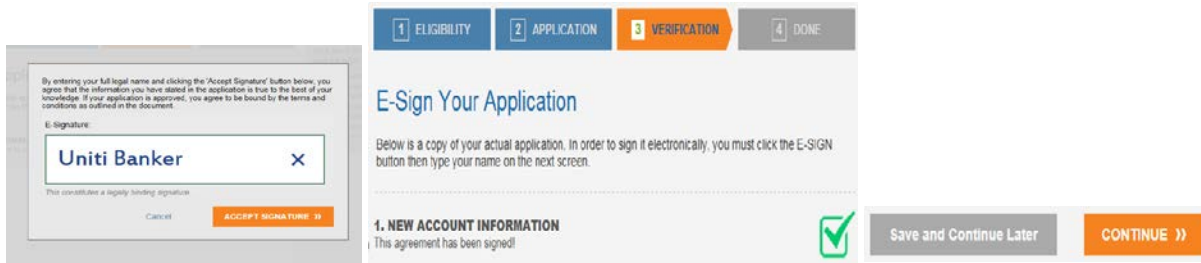 By entering your full legal name and clicking the 'Accept Signature' button below, you
agree that the information you have stated in the application is true to the best of your
knowledge. If your application is approved, you agree to be bound by the terms and
conditions as outlined in the document.
E-Signature:
Uniti Banker
This constitutes a legally binding signature
Cancel
ACCEPT SIGNATURE
1 ELIGIBILITY
2 APPLICATION
3 VERIFICATION
4 DONE
E-Sign Your Application
Below is a copy of your actual application. In order to sign it electronically, you must click the E-SIGN
button then type your name on the next screen.
1. NEW ACCOUNT INFORMATION
This agreement has been signed!
Save and Continue Later
CONTINUE